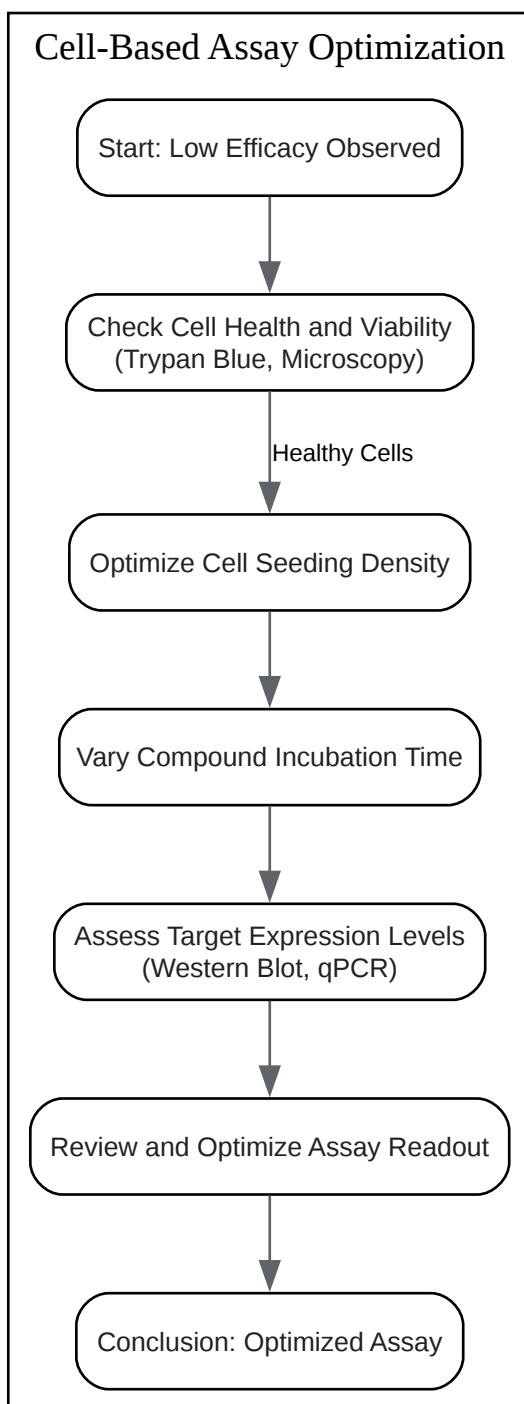 Cell-Based Assay Optimization
Start: Low Efficacy Observed
Check Cell Health and Viability
(Trypan Blue, Microscopy)
Healthy Cells
Optimize Cell Seeding Density
Vary Compound Incubation Time
Assess Target Expression Levels
(Western Blot, qPCR)
Review and Optimize Assay Readout
Conclusion: Optimized Assay